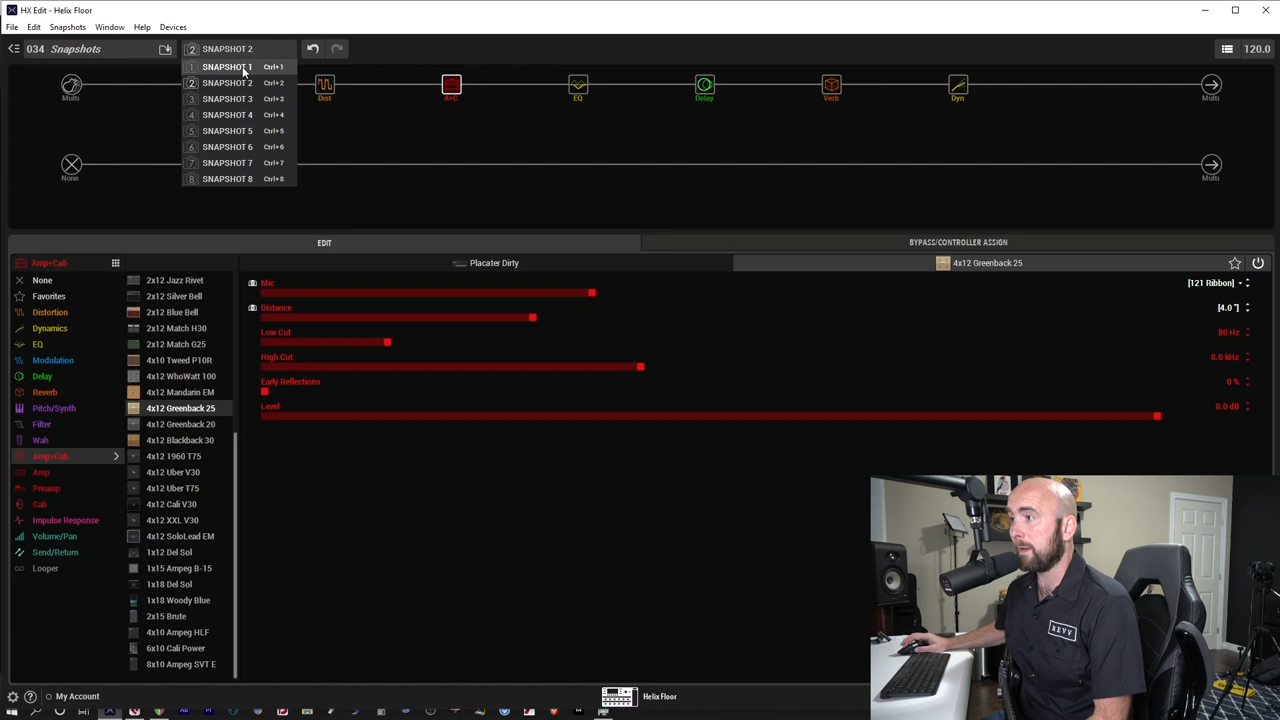 HX Edit - Helix Floor
File Edit Snapshots Window Help Devices
034 Snapshots
2 SNAPSHOT 2
120.0
1 SNAPSHOT 1 Ctrl+1
2 SNAPSHOT 2 Ctrl+2
3 SNAPSHOT 3 Ctrl+3
4 SNAPSHOT 4 Ctrl+4
5 SNAPSHOT 5 Ctrl+5
6 SNAPSHOT 6 Ctrl+6
7 SNAPSHOT 7 Ctrl+7
8 SNAPSHOT 8 Ctrl+8
Multi
Dist
A+C
EQ
Delay
Verb
Dyn
Multi
None
Multi
EDIT
BYPASS/CONTROLLER ASSIGN
Amp+Cab
Placater Dirty
4x12 Greenback 25
None
Favorites
Distortion
Dynamics
EQ
Modulation
Delay
Reverb
Pitch/Synth
Filter
Wah
Amp+Cab
Amp
Preamp
Cab
Impulse Response
Volume/Pan
Send/Return
Looper
2x12 Jazz Rivet
2x12 Silver Bell
2x12 Blue Bell
2x12 Match H30
2x12 Match G25
4x10 Tweed P10R
4x12 WhoWatt 100
4x12 Mandarin EM
4x12 Greenback 25
4x12 Greenback 20
4x12 Blackback 30
4x12 1960 T75
4x12 Uber V30
4x12 Uber T75
4x12 Cali V30
4x12 XXL V30
4x12 SoloLead EM
1x12 Del Sol
1x15 Ampeg B-15
1x18 Del Sol
1x18 Woody Blue
2x15 Brute
4x10 Ampeg HLF
6x10 Cali Power
8x10 Ampeg SVT E
Mic [121 Ribbon]
Distance [4.0"]
Low Cut 80 Hz
High Cut 8.0 kHz
Early Reflections 0 %
Level 0.0 dB
REVV
My Account
Helix Floor